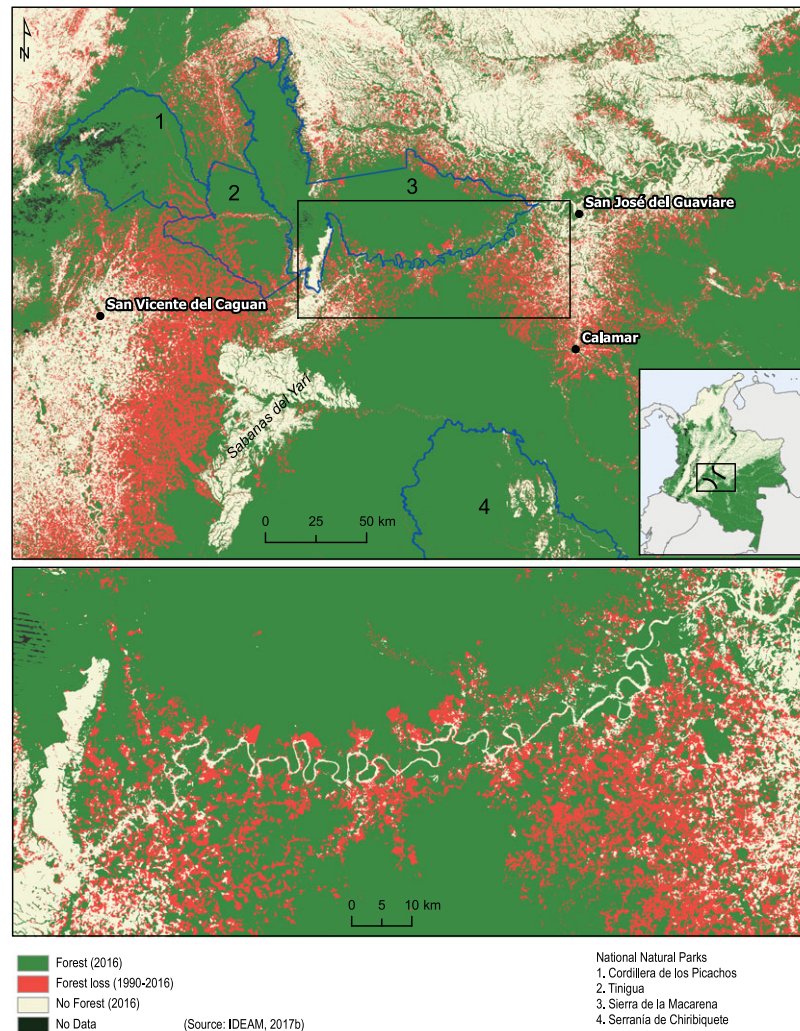 N
1
2
3
San José del Guaviare
San Vicente del Caguan
Calamar
Sabanas del Yarí
4
0 25 50 km
0 5 10 km
Forest (2016)
Forest loss (1990-2016)
No Forest (2016)
No Data (Source: IDEAM, 2017b)
National Natural Parks
1. Cordillera de los Picachos
2. Tinigua
3. Sierra de la Macarena
4. Serranía de Chiribiquete